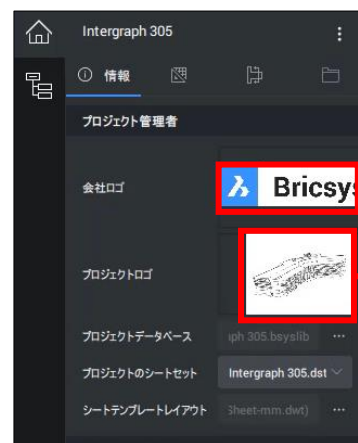 Intergraph 305
情報
プロジェクト管理者
会社ロゴ
Bricsys
プロジェクトロゴ
プロジェクトデータベース
ɪph 305.bsyslib ...
プロジェクトのシートセット
Intergraph 305.dst
シートテンプレートレイアウト
Sheet-mm.dwt) ...